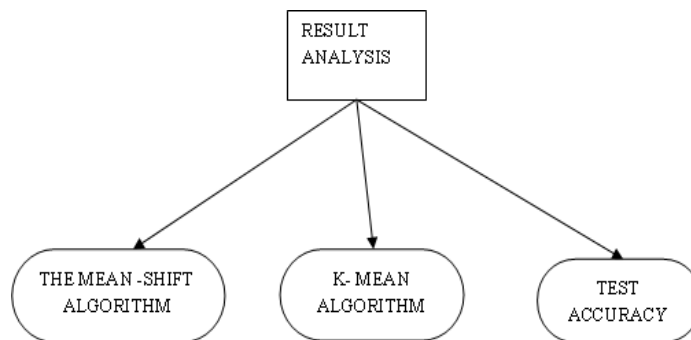 RESULT
ANALYSIS
THE MEAN -SHIFT
ALGORITHM
K- MEAN
ALGORITHM
TEST
ACCURACY